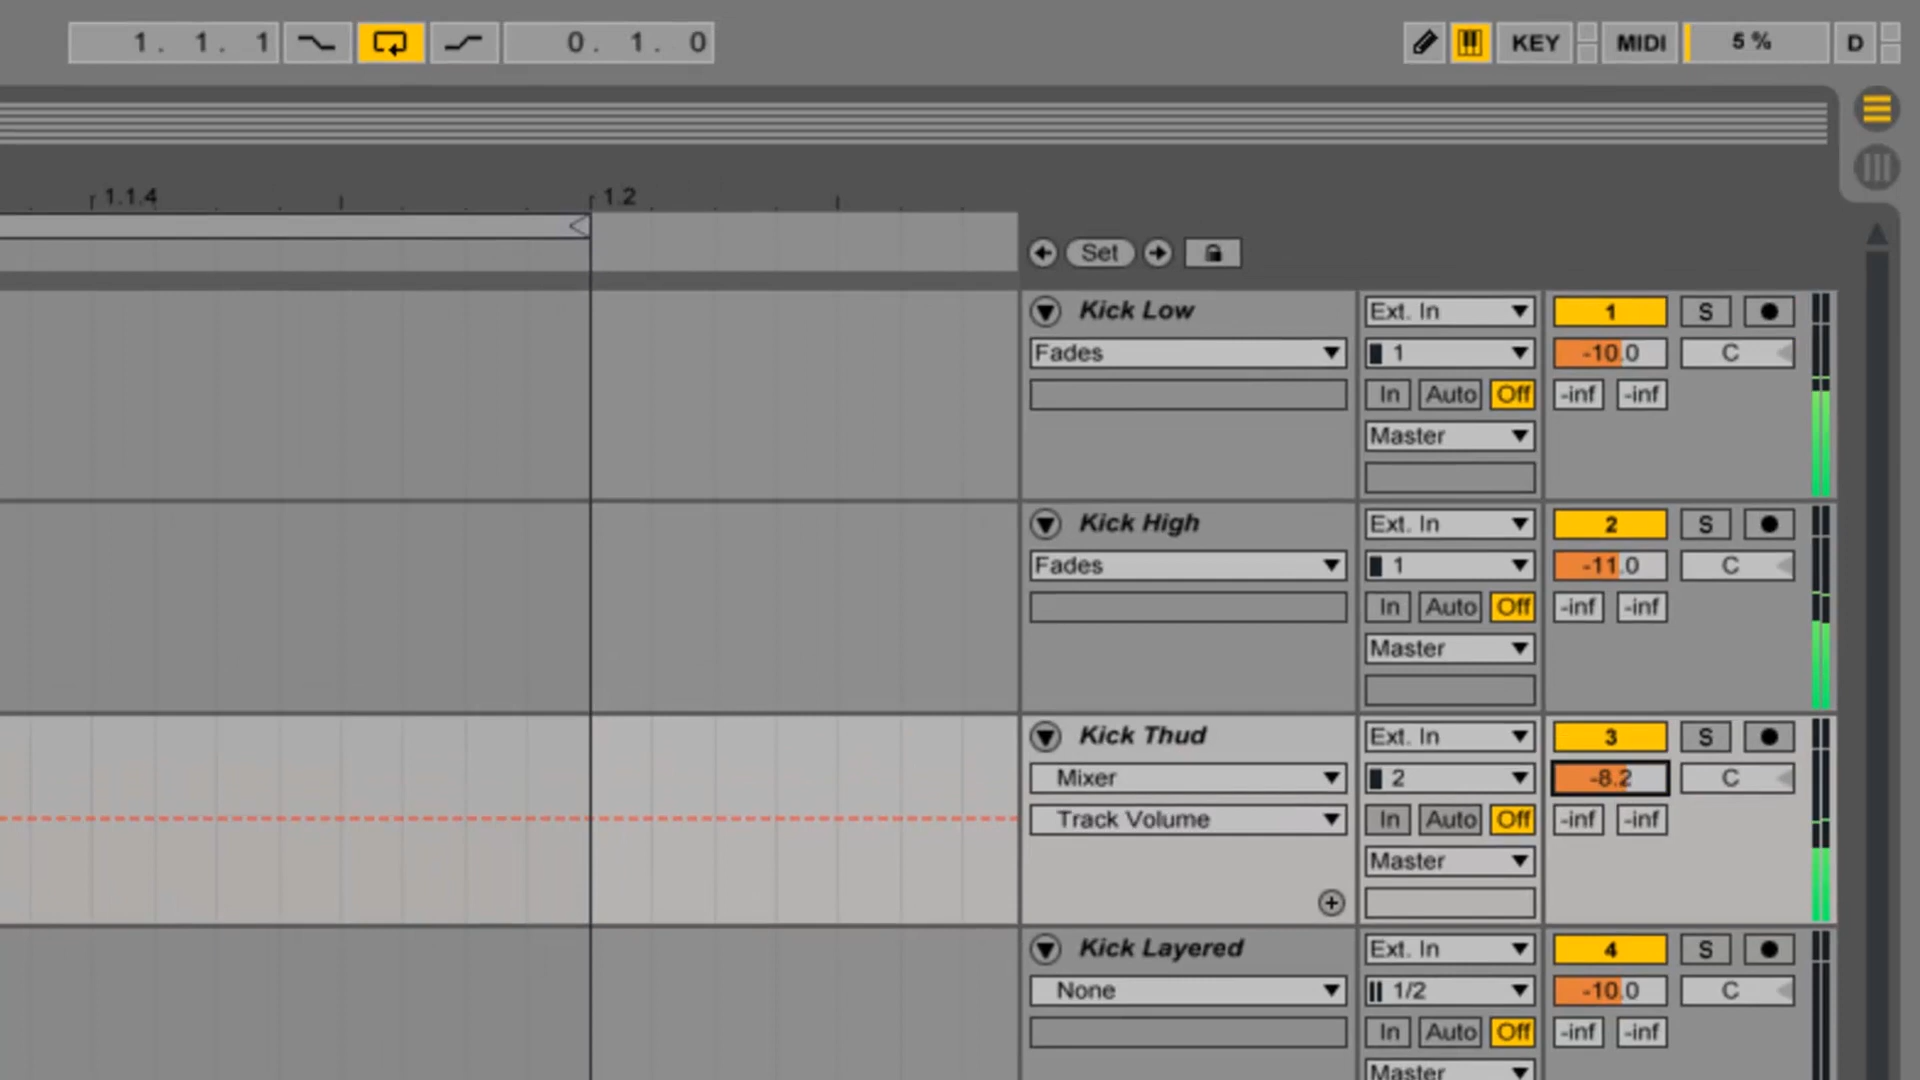 1. 1. 1 0. 1. 0 KEY MIDI 5 % D
1.1.4 1.2
Set
Kick Low Ext. In 1 S
Fades 1 -10.0 C
In Auto Off -inf -inf
Master
Kick High Ext. In 2 S
Fades 1 -11.0 C
In Auto Off -inf -inf
Master
Kick Thud Ext. In 3 S
Mixer 2 -8.2 C
Track Volume In Auto Off -inf -inf
Master
Kick Layered Ext. In 4 S
None 1/2 -10.0 C
In Auto Off -inf -inf
Master